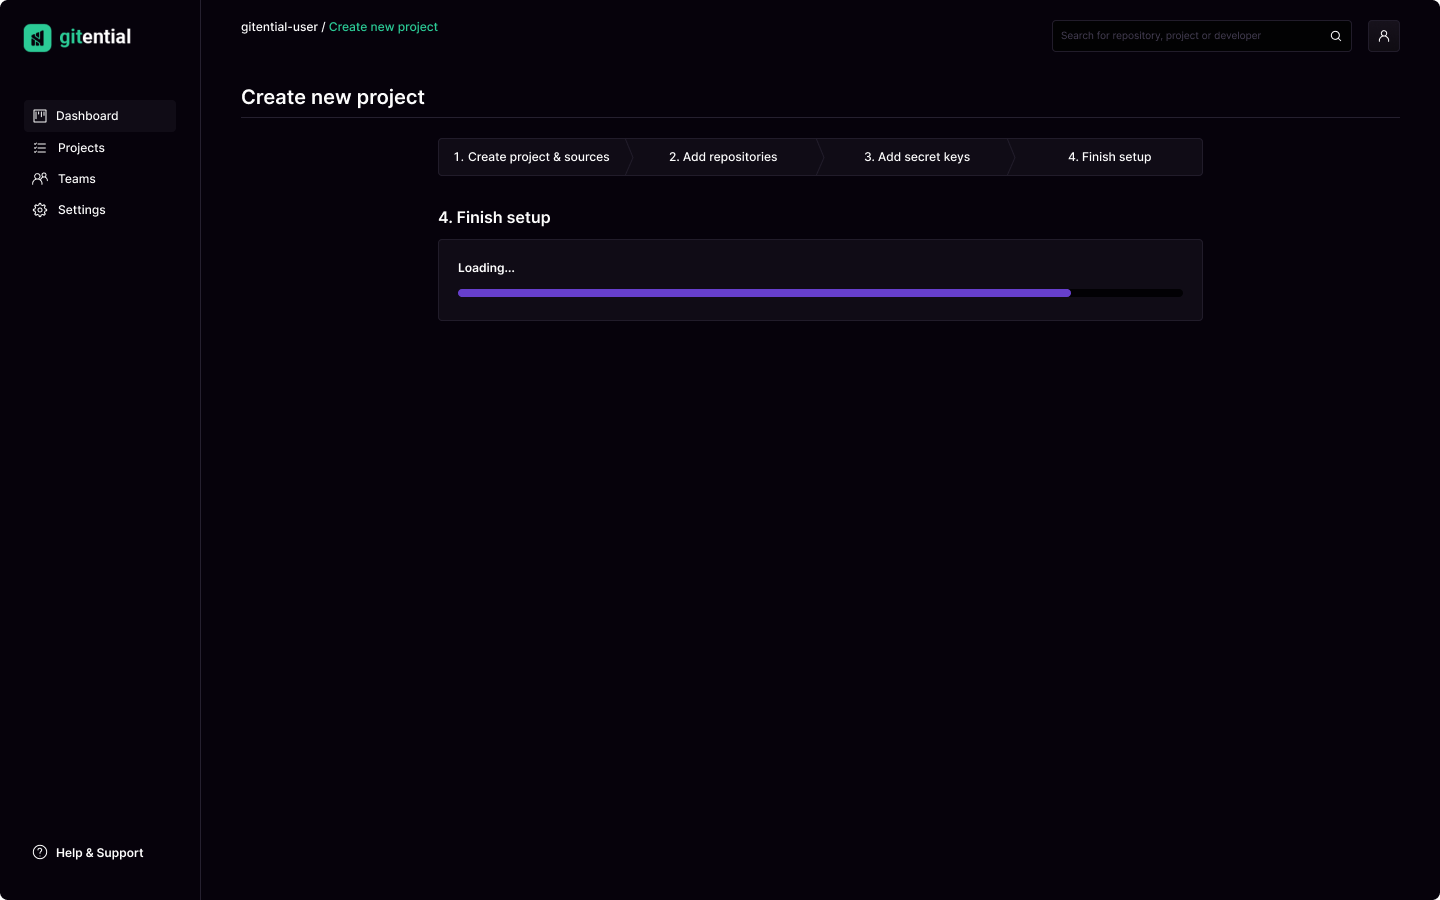 gitential
gitential-user / Create new project
Search for repository, project or developer
Dashboard
Projects
Teams
Settings
Create new project
1. Create project & sources
2. Add repositories
3. Add secret keys
4. Finish setup
4. Finish setup
Loading...
Help & Support